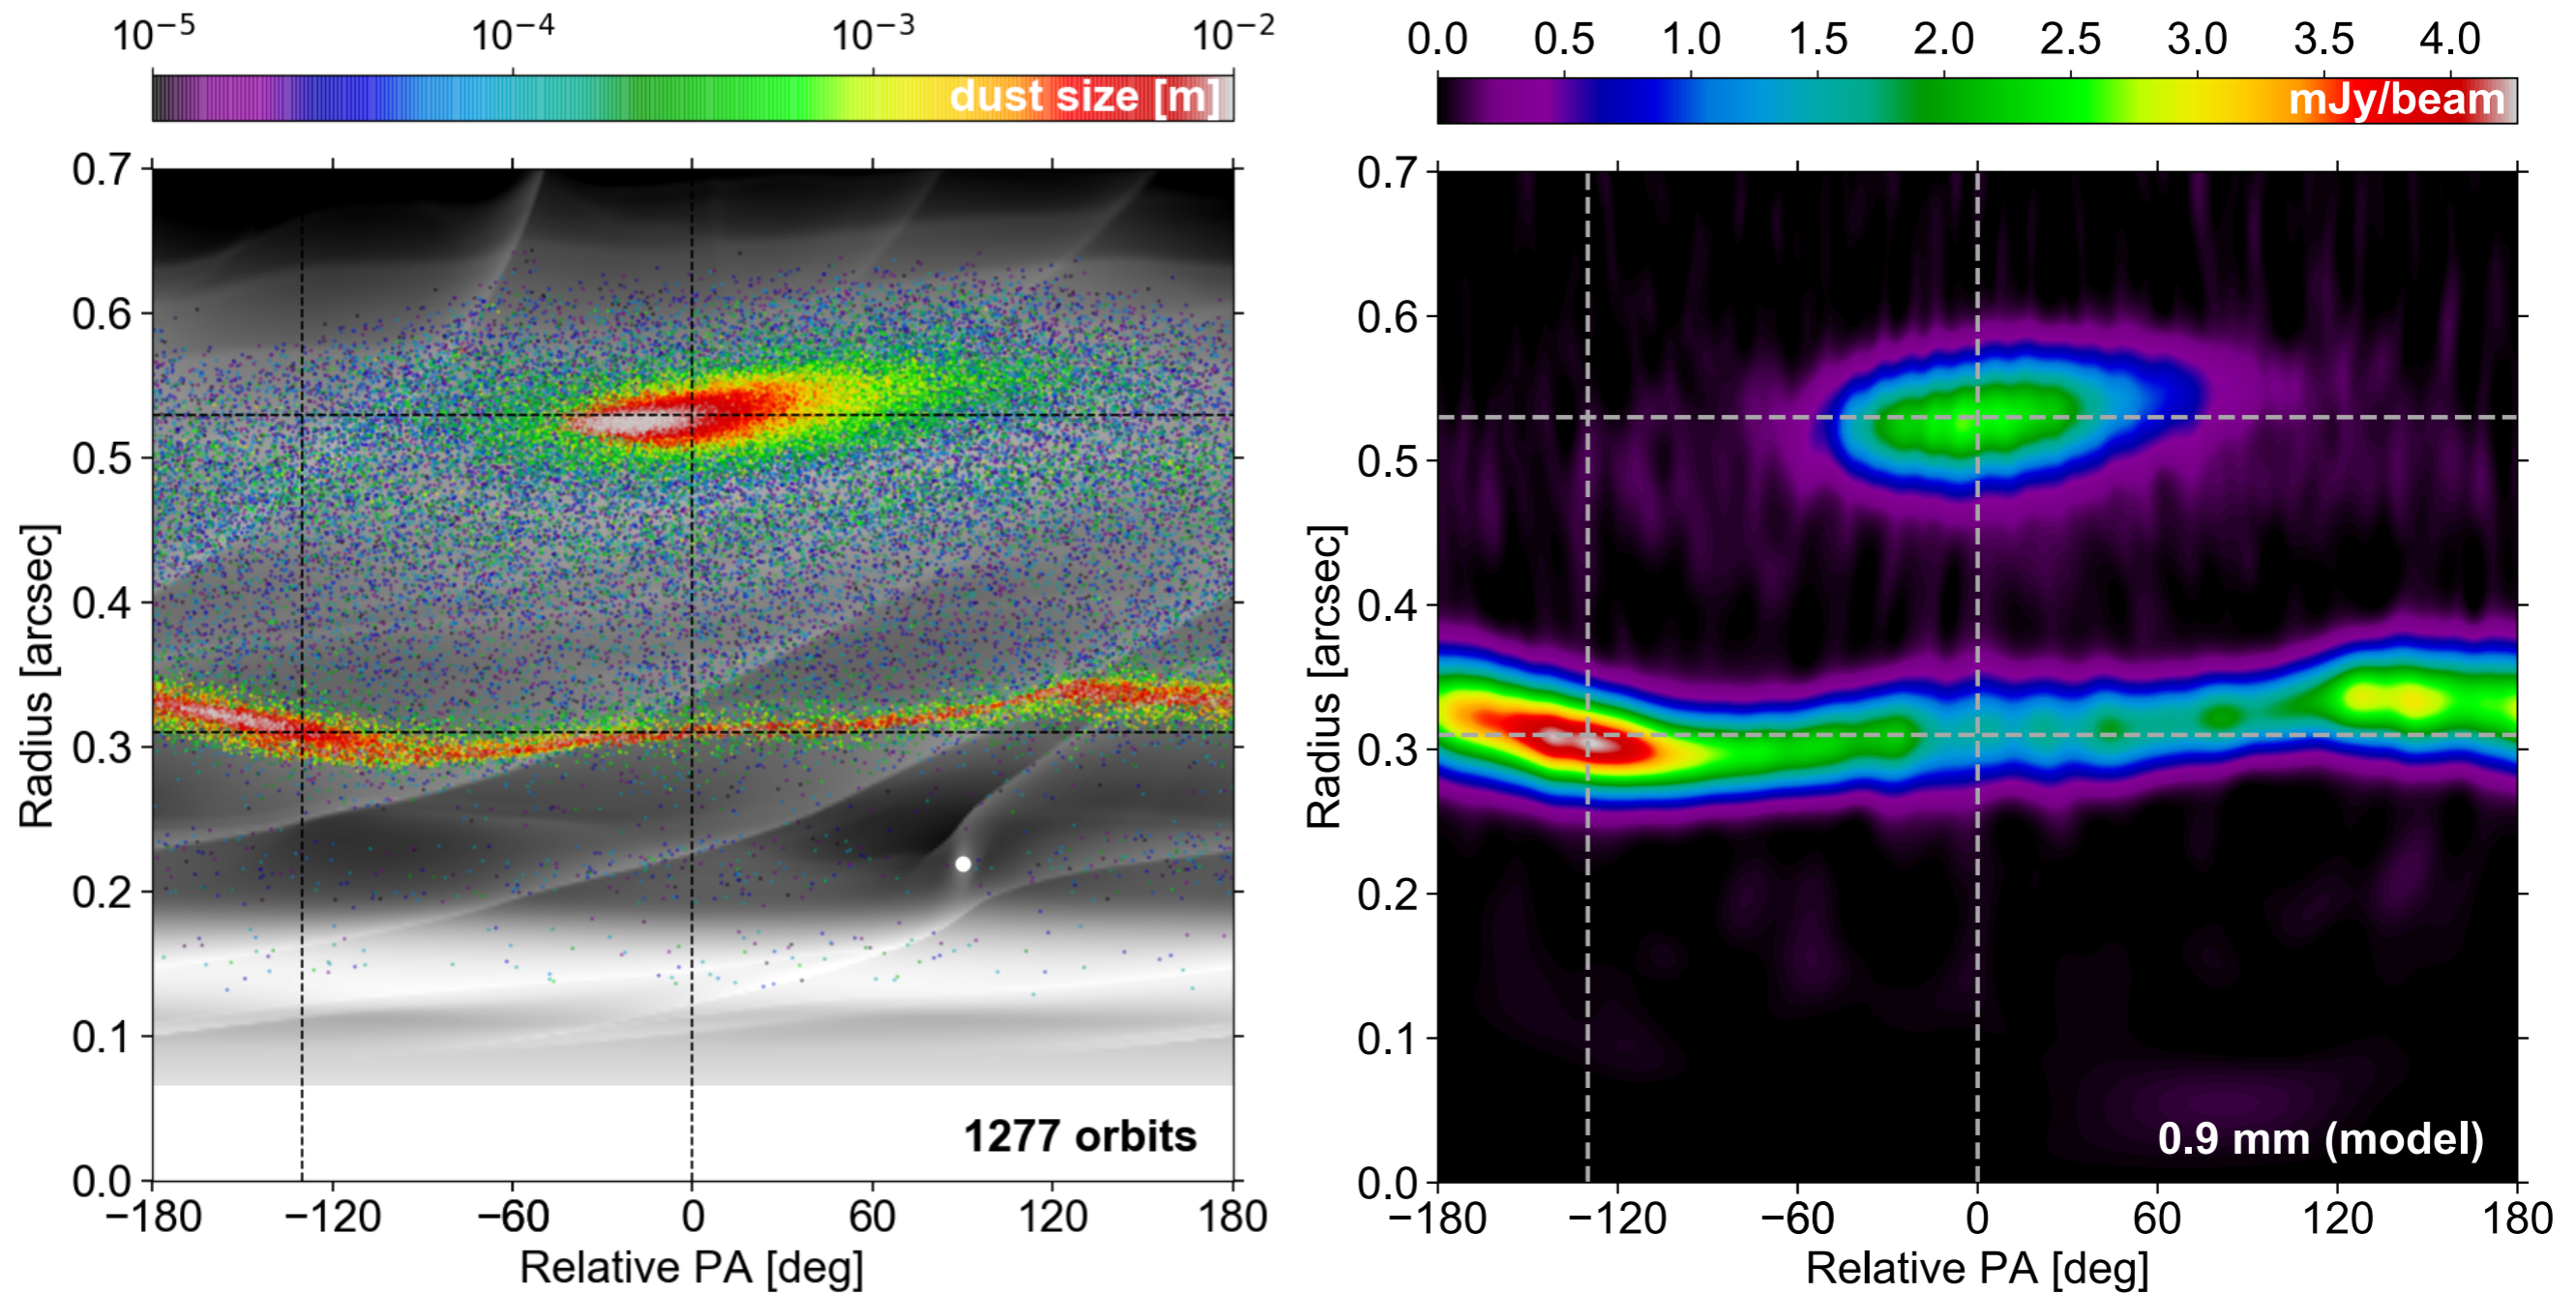 10⁻⁵ 10⁻⁴ 10⁻³ 10⁻²
dust size [m]
0.7
0.6
0.5
0.4
0.3
0.2
0.1
0.0
Radius [arcsec]
1277 orbits
−180 −120 −60 0 60 120 180
Relative PA [deg]
0.0 0.5 1.0 1.5 2.0 2.5 3.0 3.5 4.0
mJy/beam
0.7
0.6
0.5
0.4
0.3
0.2
0.1
0.0
Radius [arcsec]
0.9 mm (model)
−180 −120 −60 0 60 120 180
Relative PA [deg]